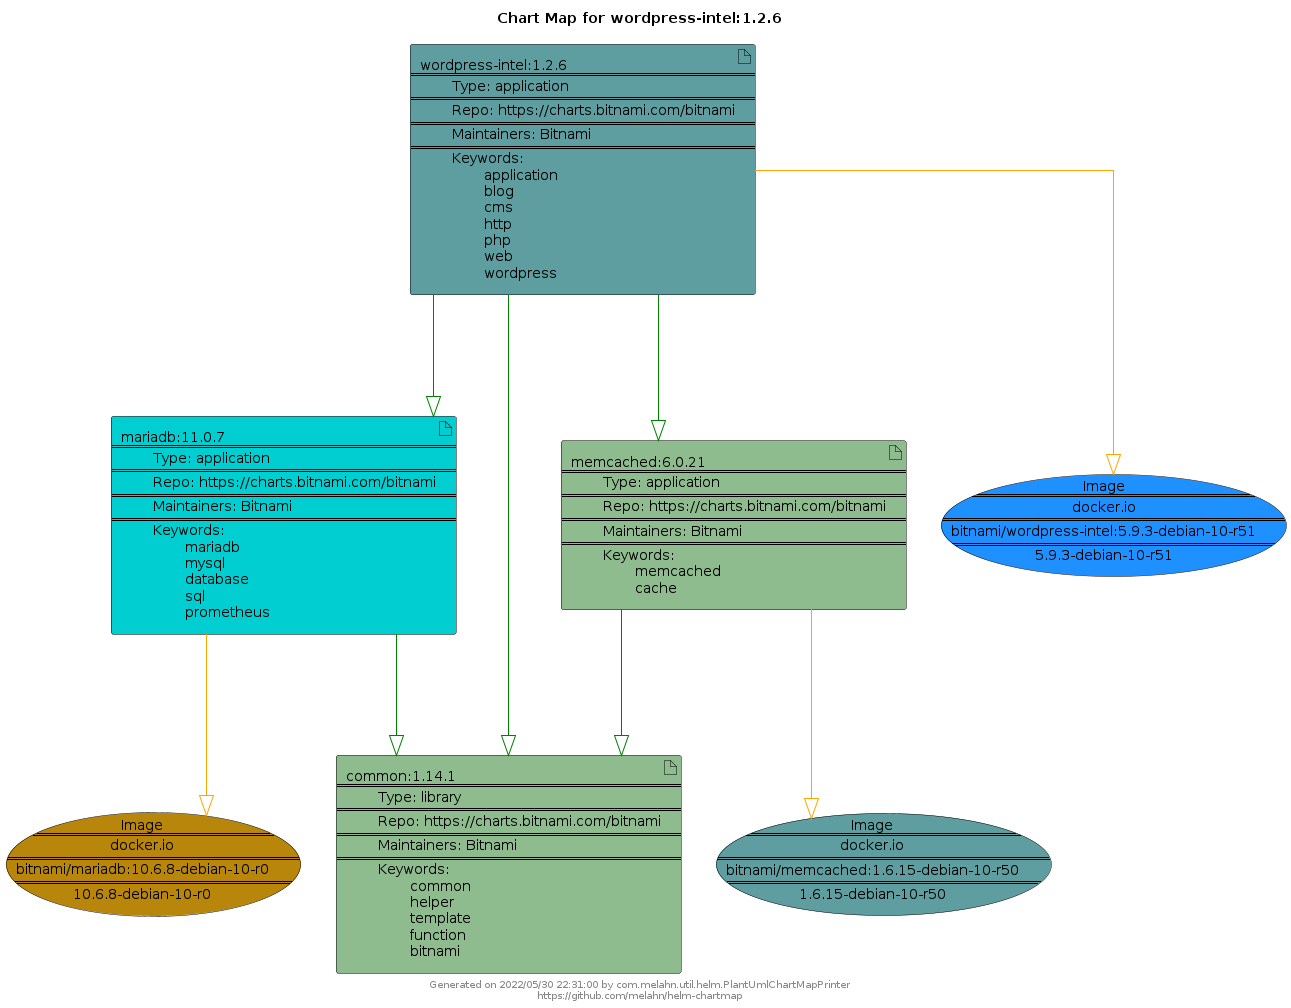 Chart Map for wordpress-intel:1.2.6
wordpress-intel:1.2.6
Type: application
Repo: https://charts.bitnami.com/bitnami
Maintainers: Bitnami
Keywords:
application
blog
cms
http
php
web
wordpress
mariadb:11.0.7
Type: application
Repo: https://charts.bitnami.com/bitnami
Maintainers: Bitnami
Keywords:
mariadb
mysql
database
sql
prometheus
memcached:6.0.21
Type: application
Repo: https://charts.bitnami.com/bitnami
Maintainers: Bitnami
Keywords:
memcached
cache
Image
docker.io
bitnami/wordpress-intel:5.9.3-debian-10-r51
5.9.3-debian-10-r51
Image
docker.io
bitnami/mariadb:10.6.8-debian-10-r0
10.6.8-debian-10-r0
common:1.14.1
Type: library
Repo: https://charts.bitnami.com/bitnami
Maintainers: Bitnami
Keywords:
common
helper
template
function
bitnami
Image
docker.io
bitnami/memcached:1.6.15-debian-10-r50
1.6.15-debian-10-r50
Generated on 2022/05/30 22:31:00 by com.melahn.util.helm.PlantUmlChartMapPrinter
https://github.com/melahn/helm-chartmap